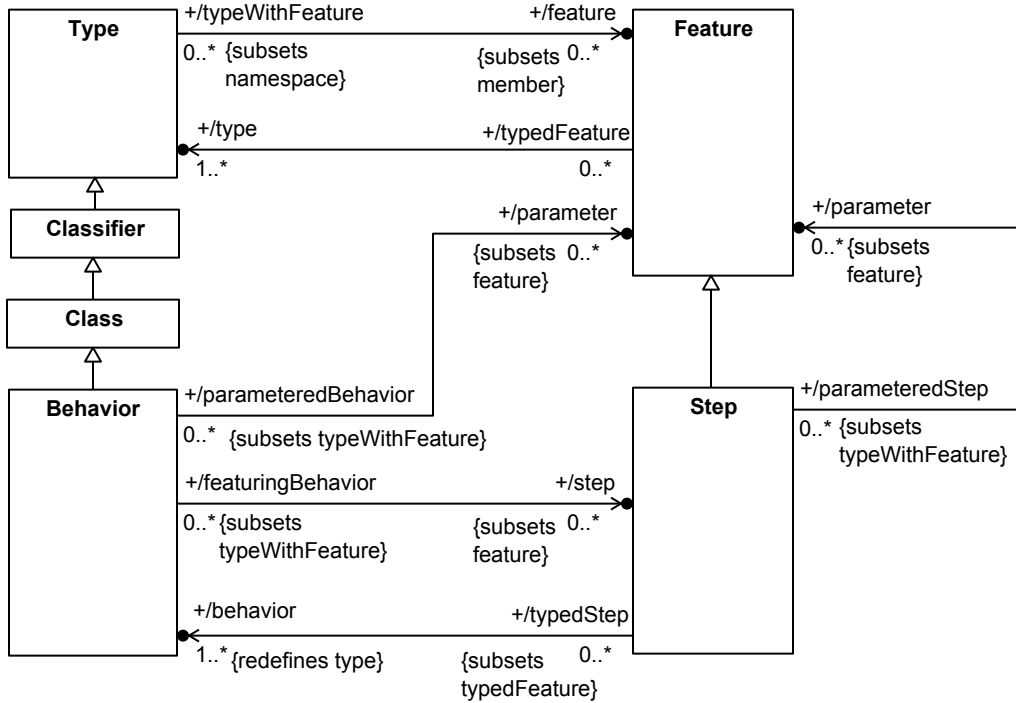 +/typeWithFeature
+/feature
Type
Feature
0..* {subsets
namespace}
{subsets 0..*
member}
+/type
+/typedFeature
1..*
0..*
Classifier
+/parameter
+/parameter
{subsets 0..*
feature}
0..* {subsets
feature}
Class
Behavior
+/parameteredBehavior
Step
+/parameteredStep
0..* {subsets typeWithFeature}
0..* {subsets
typeWithFeature}
+/featuringBehavior
+/step
0..* {subsets
typeWithFeature}
{subsets 0..*
feature}
+/behavior
+/typedStep
1..* {redefines type}
{subsets 0..*
typedFeature}